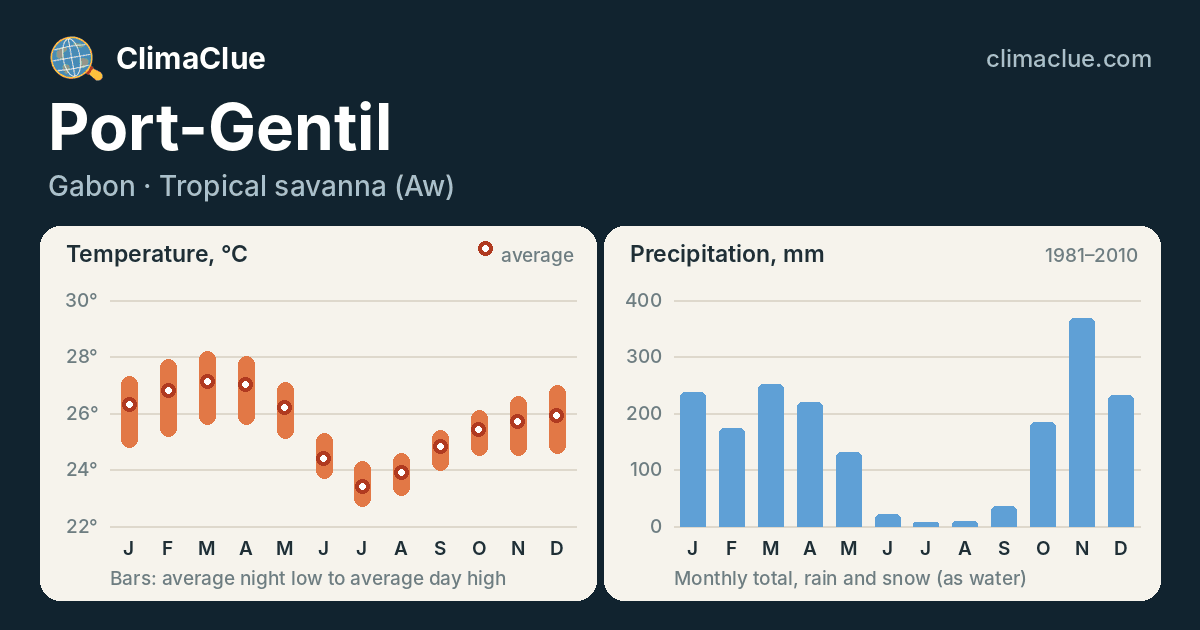 ClimaClue
climaclue.com
Port-Gentil
Gabon · Tropical savanna (Aw)
Temperature, °C
average
30°
28°
26°
24°
22°
J F M A M J J A S O N D
Bars: average night low to average day high
Precipitation, mm
1981–2010
400
300
200
100
0
J F M A M J J A S O N D
Monthly total, rain and snow (as water)